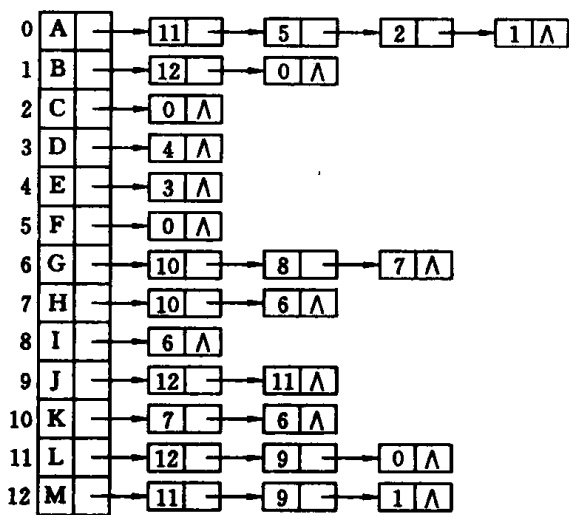 0 A 11 5 2 1 Λ
1 B 12 0 Λ
2 C 0 Λ
3 D 4 Λ
4 E 3 Λ
5 F 0 Λ
6 G 10 8 7 Λ
7 H 10 6 Λ
8 I 6 Λ
9 J 12 11 Λ
10 K 7 6 Λ
11 L 12 9 0 Λ
12 M 11 9 1 Λ